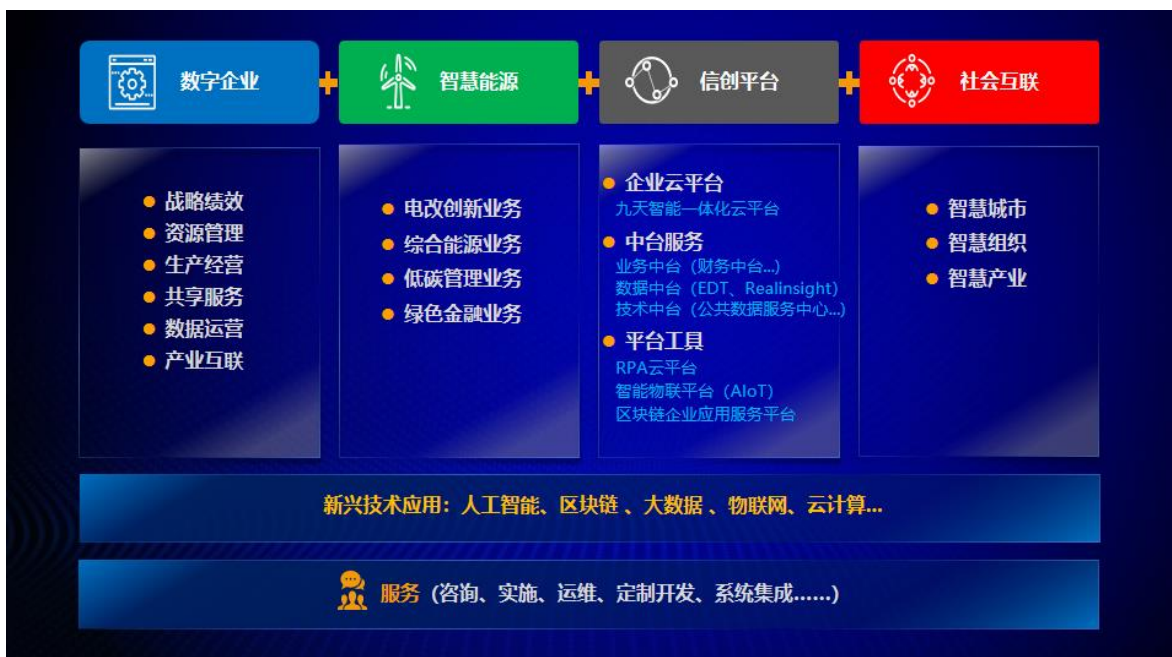 数字企业
智慧能源
信创平台
社会互联
战略绩效
资源管理
生产经营
共享服务
数据运营
产业互联
电改创新业务
综合能源业务
低碳管理业务
绿色金融业务
企业云平台
九天智能一体化云平台
中台服务
业务中台（财务中台...）
数据中台（EDT、Realinsight）
技术中台（公共数据服务中心...）
平台工具
RPA云平台
智能物联平台（AIoT）
区块链企业应用服务平台
智慧城市
智慧组织
智慧产业
新兴技术应用：人工智能、区块链 、大数据 、物联网、云计算...
服务 (咨询、实施、运维、定制开发、系统集成......)